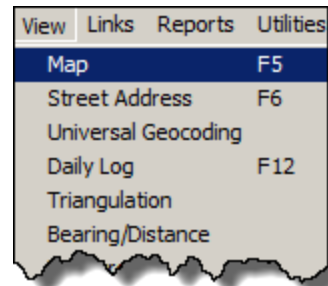 View Links Reports Utilities
Map F5
Street Address F6
Universal Geocoding
Daily Log F12
Triangulation
Bearing/Distance